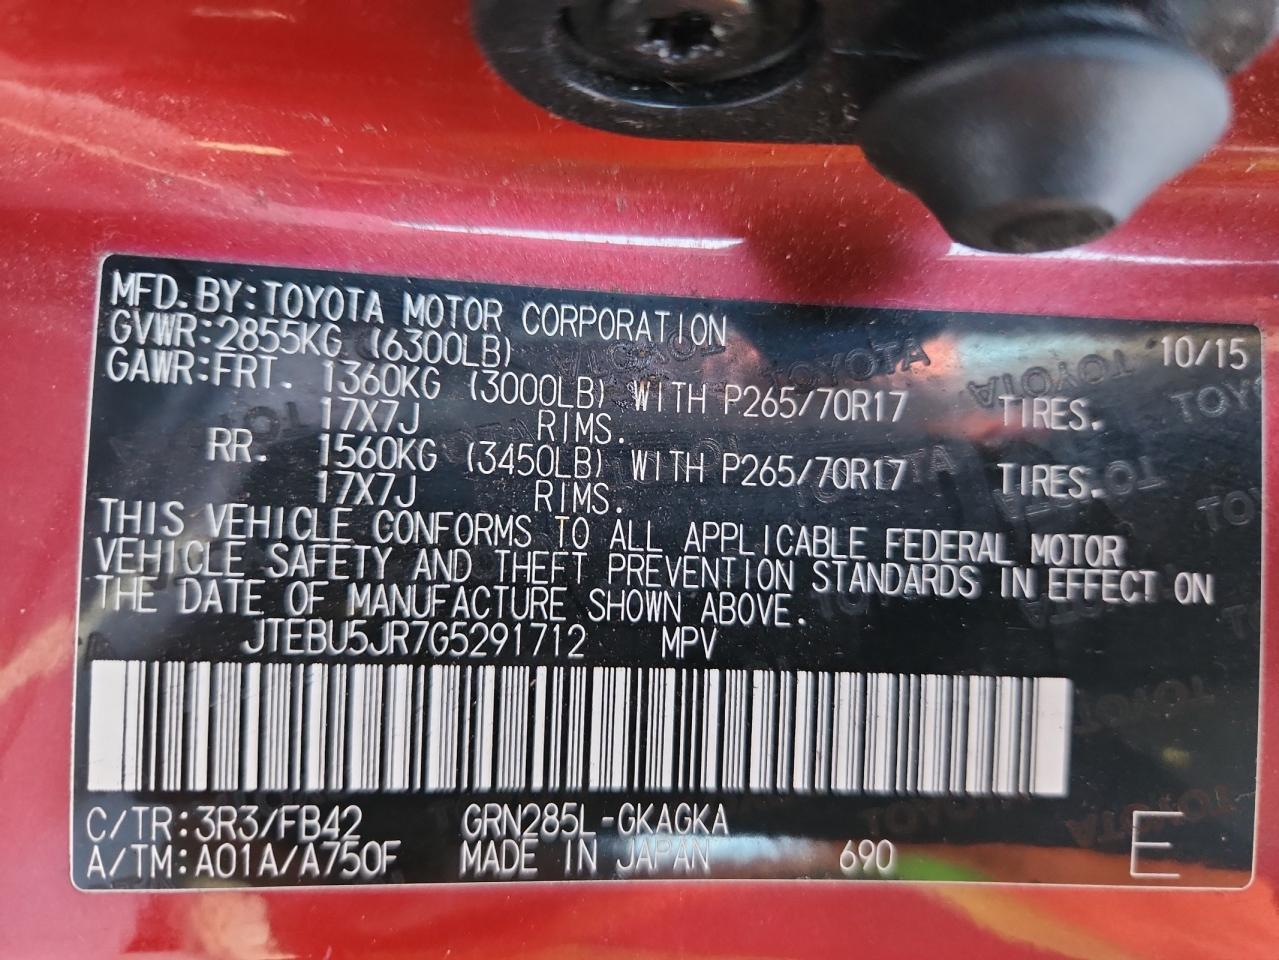 MFD. BY: TOYOTA MOTOR CORPORATION 10/15
GVWR: 2855KG (6300LB)
GAWR: FRT. 1360KG (3000LB) WITH P265/70R17 TIRES.
17X7J RIMS.
RR. 1560KG (3450LB) WITH P265/70R17 TIRES.
17X7J RIMS.
THIS VEHICLE CONFORMS TO ALL APPLICABLE FEDERAL MOTOR
VEHICLE SAFETY AND THEFT PREVENTION STANDARDS IN EFFECT ON
THE DATE OF MANUFACTURE SHOWN ABOVE.
JTEBU5JR7G5291712 MPV
C/TR: 3R3/FB42 GRN285L-GKAGKA
A/TM: A01A/A750F MADE IN JAPAN 690 E